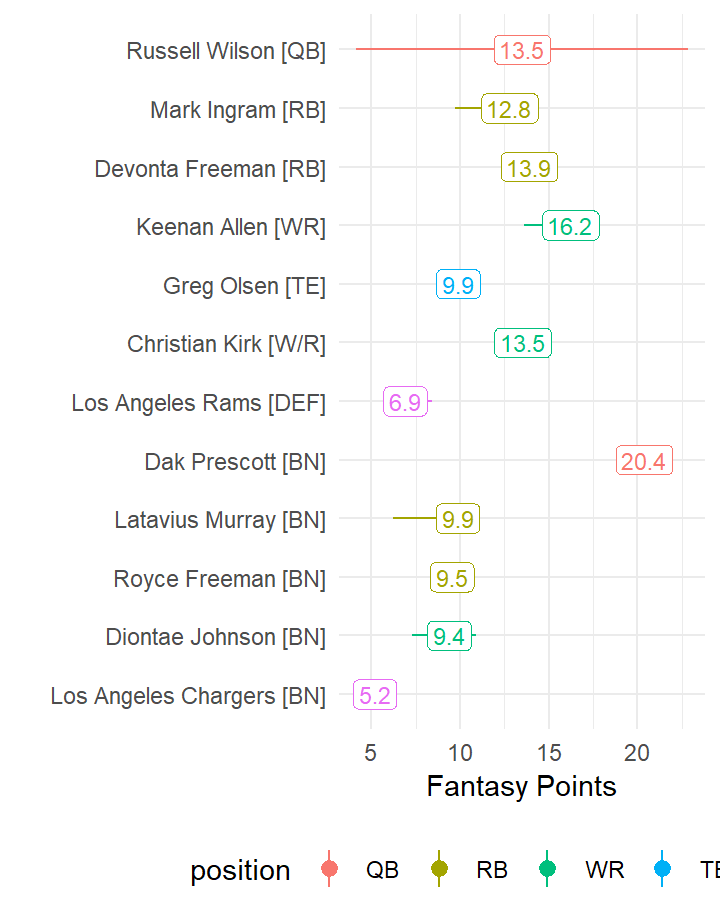 Russell Wilson [QB] 13.5
Mark Ingram [RB] 12.8
Devonta Freeman [RB] 13.9
Keenan Allen [WR] 16.2
Greg Olsen [TE] 9.9
Christian Kirk [W/R] 13.5
Los Angeles Rams [DEF] 6.9
Dak Prescott [BN] 20.4
Latavius Murray [BN] 9.9
Royce Freeman [BN] 9.5
Diontae Johnson [BN] 9.4
Los Angeles Chargers [BN] 5.2
5 10 15 20
Fantasy Points
position QB RB WR TE